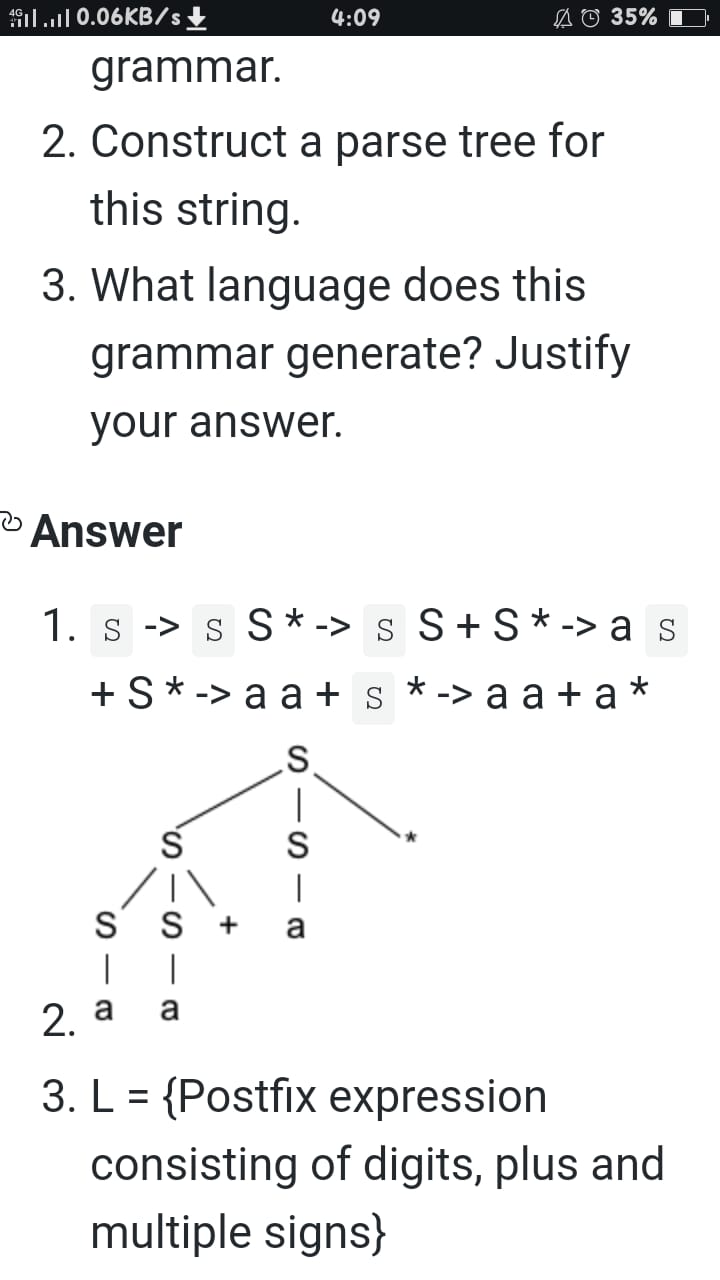 4G 0.06KB/s 4:09 35%
grammar.
2. Construct a parse tree for
this string.
3. What language does this
grammar generate? Justify
your answer.
Answer
1. S -> S S * -> S S + S * -> a S
+ S * -> a a + S * -> a a + a *
S
S S *
S S + a
2. a a
3. L = {Postfix expression
consisting of digits, plus and
multiple signs}